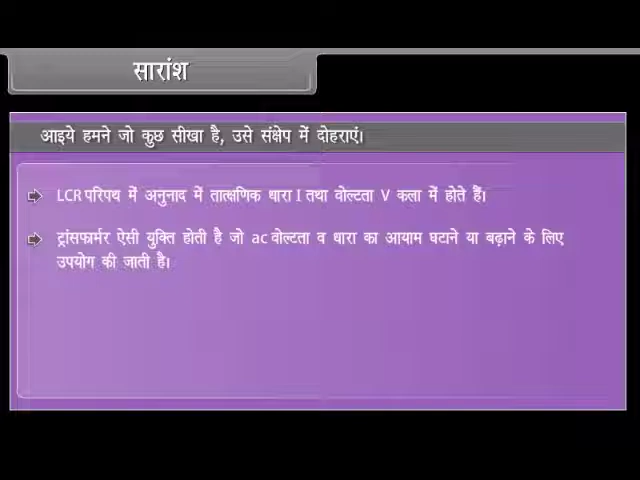 सारांश
आइये हमने जो कुछ सीखा है, उसे संक्षेप में दोहराएं।
LCR परिपथ में अनुनाद में तात्क्षणिक धारा I तथा वोल्टता V कला में होते हैं।
ट्रांसफार्मर ऐसी युक्ति होती है जो ac वोल्टता व धारा का आयाम घटाने या बढ़ाने के लिए
उपयोग की जाती है।